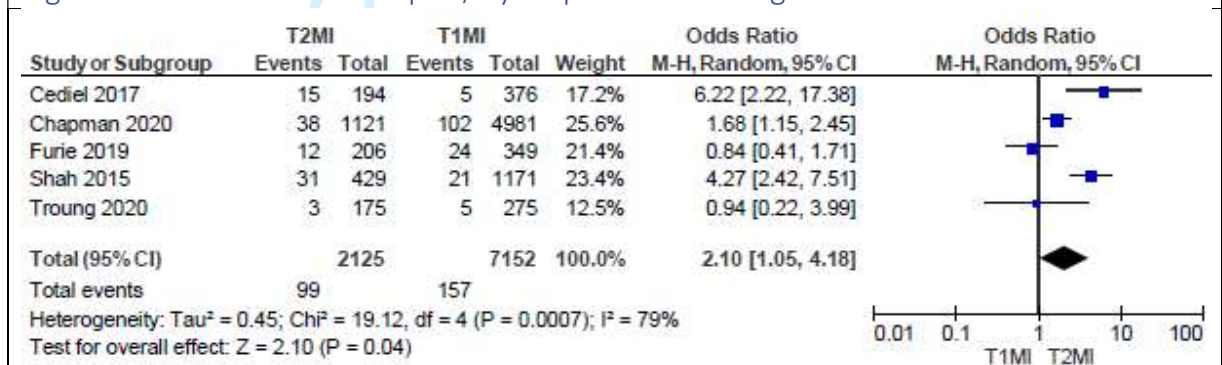 T2MI T1MI Odds Ratio Odds Ratio
Study or Subgroup Events Total Events Total Weight M-H, Random, 95% CI M-H, Random, 95% CI
Cediel 2017 15 194 5 376 17.2% 6.22 [2.22, 17.38]
Chapman 2020 38 1121 102 4981 25.6% 1.68 [1.15, 2.45]
Furie 2019 12 206 24 349 21.4% 0.84 [0.41, 1.71]
Shah 2015 31 429 21 1171 23.4% 4.27 [2.42, 7.51]
Troung 2020 3 175 5 275 12.5% 0.94 [0.22, 3.99]
Total (95% CI) 2125 7152 100.0% 2.10 [1.05, 4.18]
Total events 99 157
Heterogeneity: Tau² = 0.45; Chi² = 19.12, df = 4 (P = 0.0007); I² = 79%
Test for overall effect: Z = 2.10 (P = 0.04)
0.01 0.1 1 10 100
T1MI T2MI